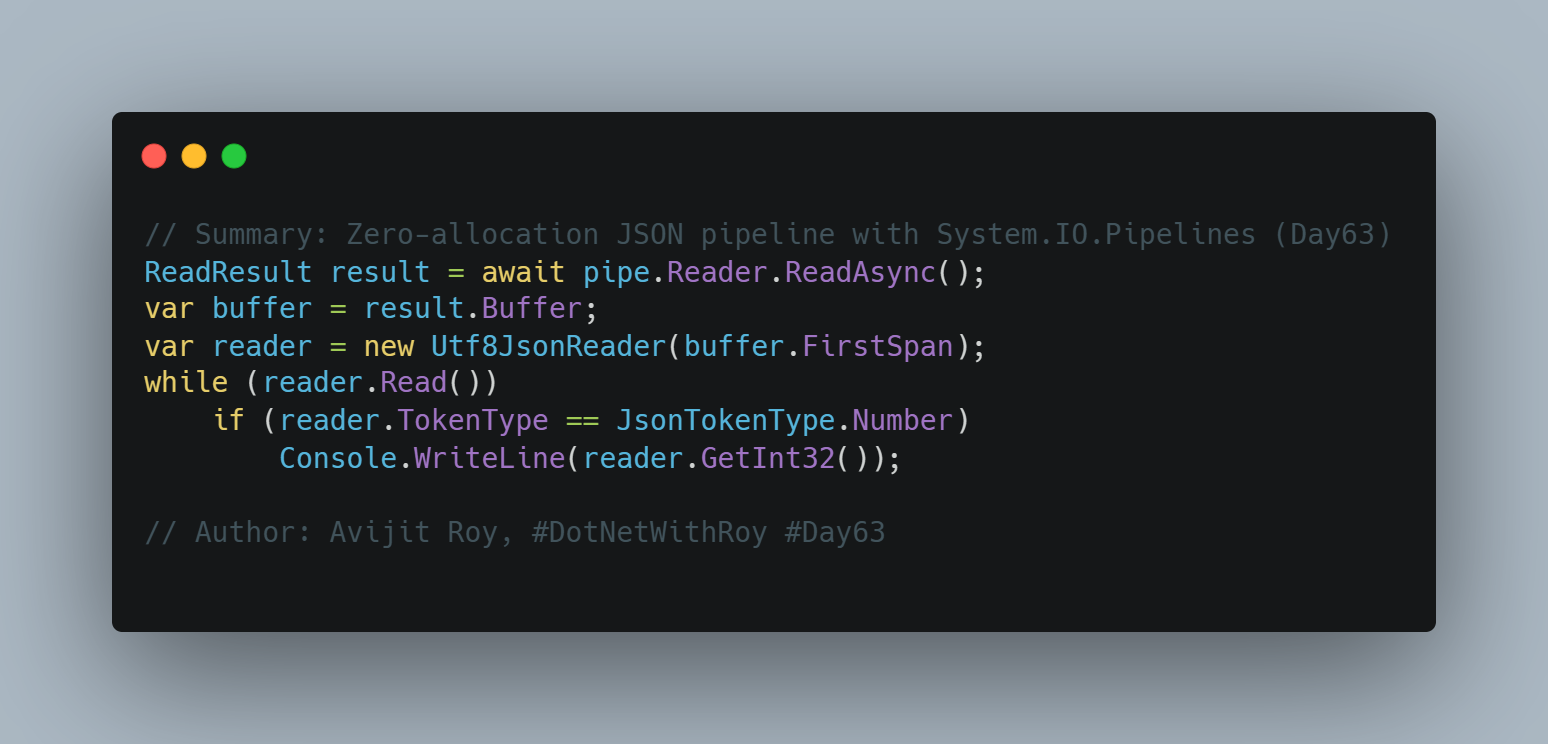 // Summary: Zero-allocation JSON pipeline with System.IO.Pipelines (Day63)
ReadResult result = await pipe.Reader.ReadAsync();
var buffer = result.Buffer;
var reader = new Utf8JsonReader(buffer.FirstSpan);
while (reader.Read())
    if (reader.TokenType == JsonTokenType.Number)
        Console.WriteLine(reader.GetInt32());
// Author: Avijit Roy, #DotNetWithRoy #Day63